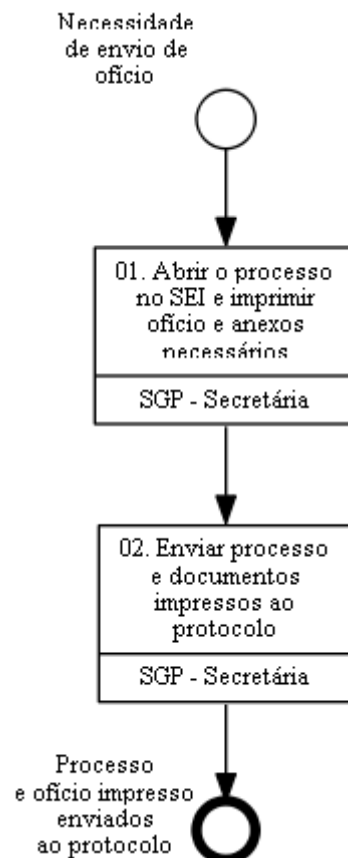 Necessidade
de envio de
ofício
01. Abrir o processo
no SEI e imprimir
ofício e anexos
necessários
SGP - Secretária
02. Enviar processo
e documentos
impressos ao
protocolo
SGP - Secretária
Processo
e ofício impresso
enviados
ao protocolo